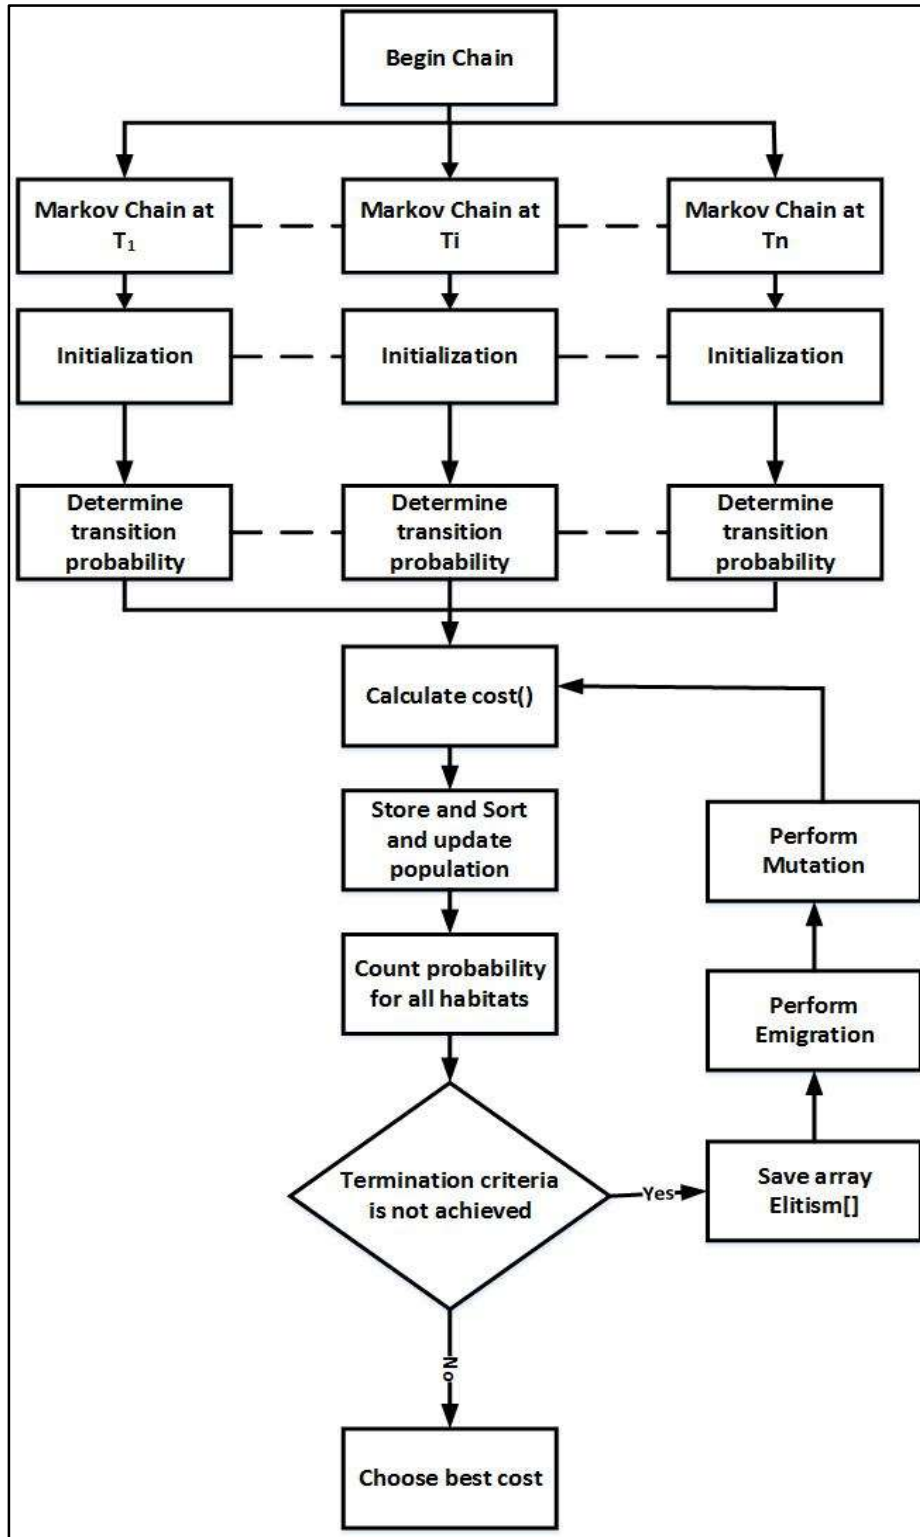 Begin Chain
Markov Chain at
T₁
Markov Chain at
Ti
Markov Chain at
Tn
Initialization
Initialization
Initialization
Determine
transition
probability
Determine
transition
probability
Determine
transition
probability
Calculate cost()
Store and Sort
and update
population
Perform
Mutation
Count probability
for all habitats
Perform
Emigration
Termination criteria
is not achieved
Yes
Save array
Elitism[]
No
Choose best cost